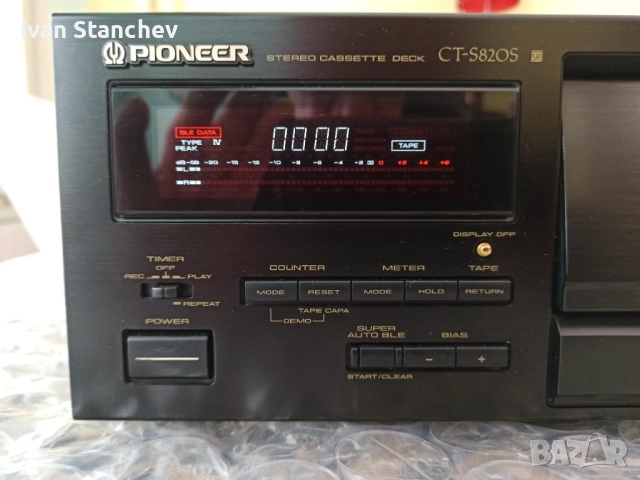 Ivan Stanchev
PIONEER
STEREO CASSETTE DECK CT-S820S
BLE DATA
TYPE IV
PEAK
0000
TAPE
dB-∞ -20 -15 -12 -10 -8 -6 -4 -2 0 +2 +4 +6
L
R
DISPLAY OFF
TIMER
OFF
REC PLAY
REPEAT
COUNTER METER TAPE
MODE RESET MODE HOLD RETURN
TAPE CAPA
DEMO
POWER
SUPER
AUTO BLE
BIAS
- +
START/CLEAR
BAZAR
bg